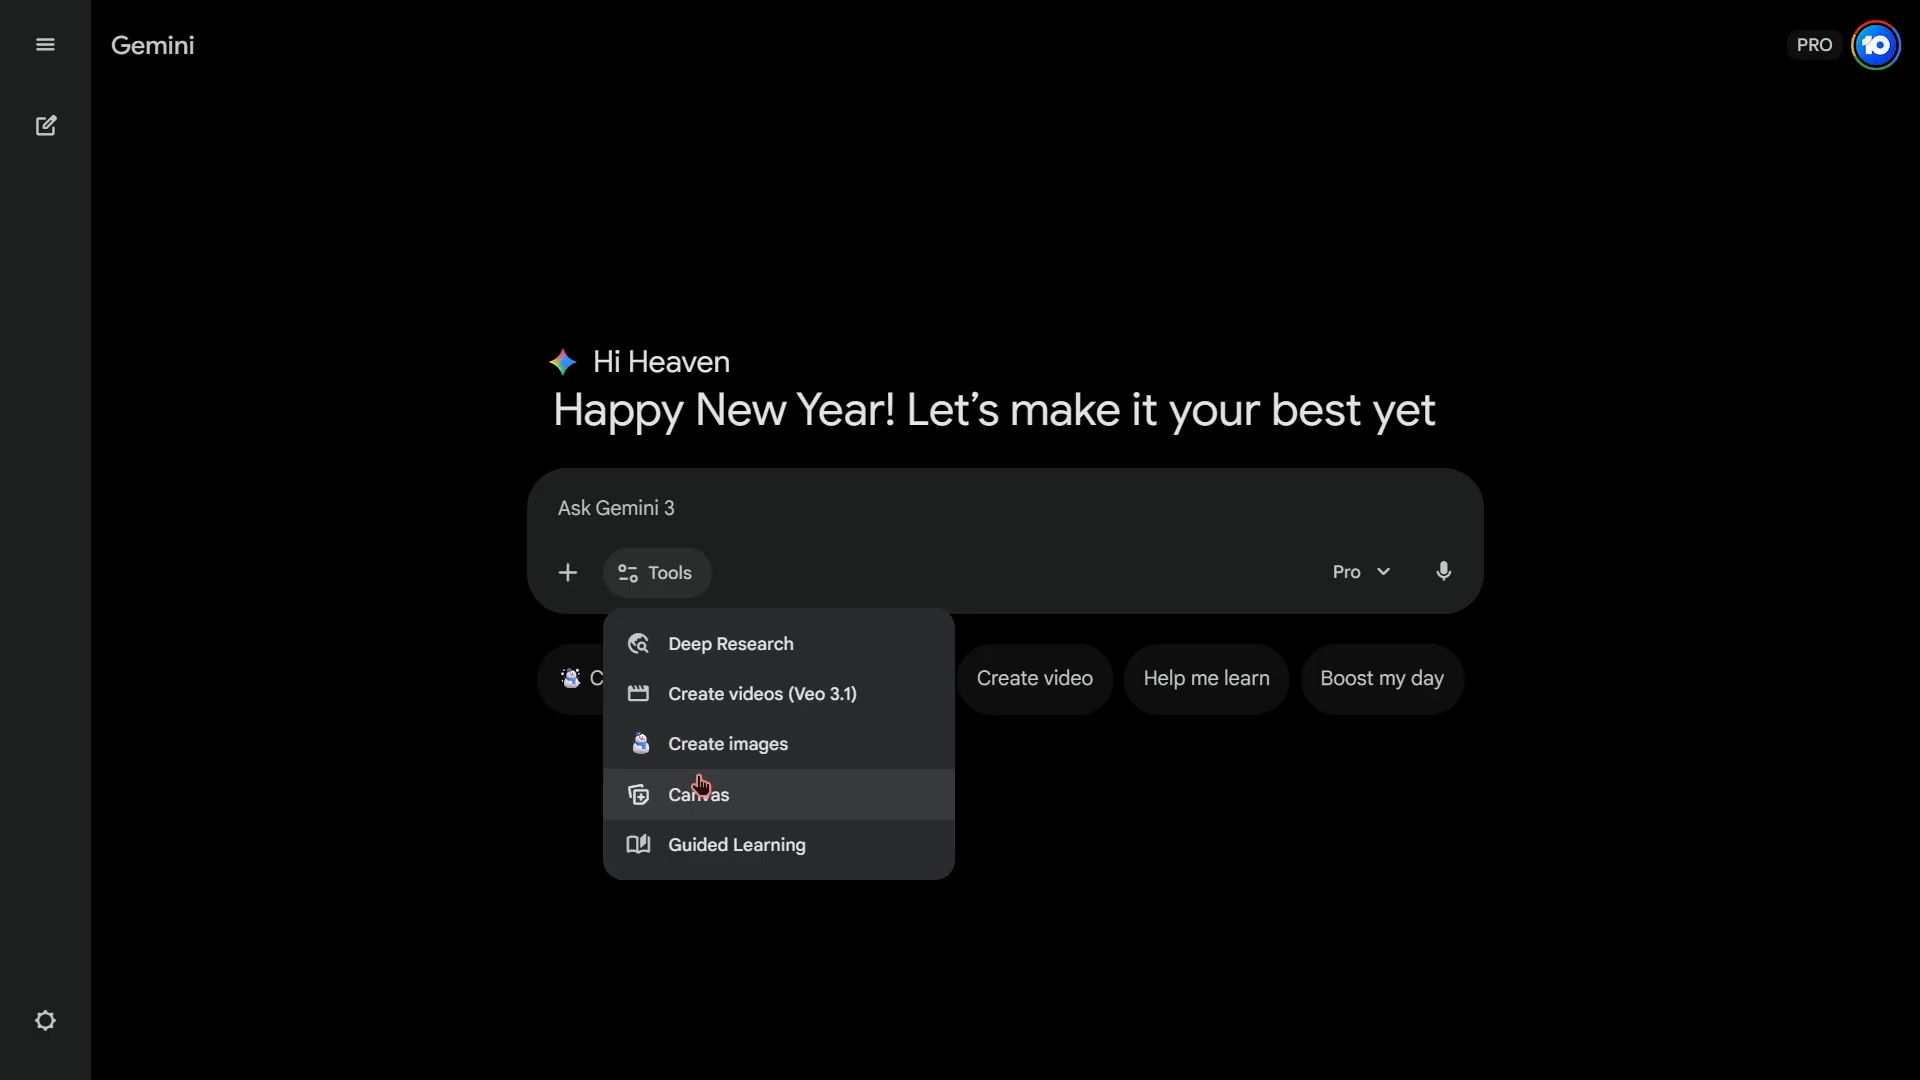 Gemini
PRO
10
Hi Heaven
Happy New Year! Let’s make it your best yet
Ask Gemini 3
Tools
Pro
Deep Research
Create videos (Veo 3.1)
Create images
Canvas
Guided Learning
C
Create video
Help me learn
Boost my day